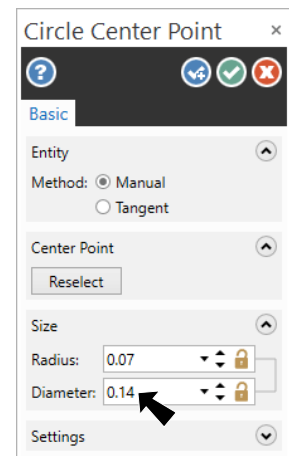 Circle Center Point ×
?
Basic
Entity
Method: Manual
Tangent
Center Point
Reselect
Size
Radius: 0.07
Diameter: 0.14
Settings